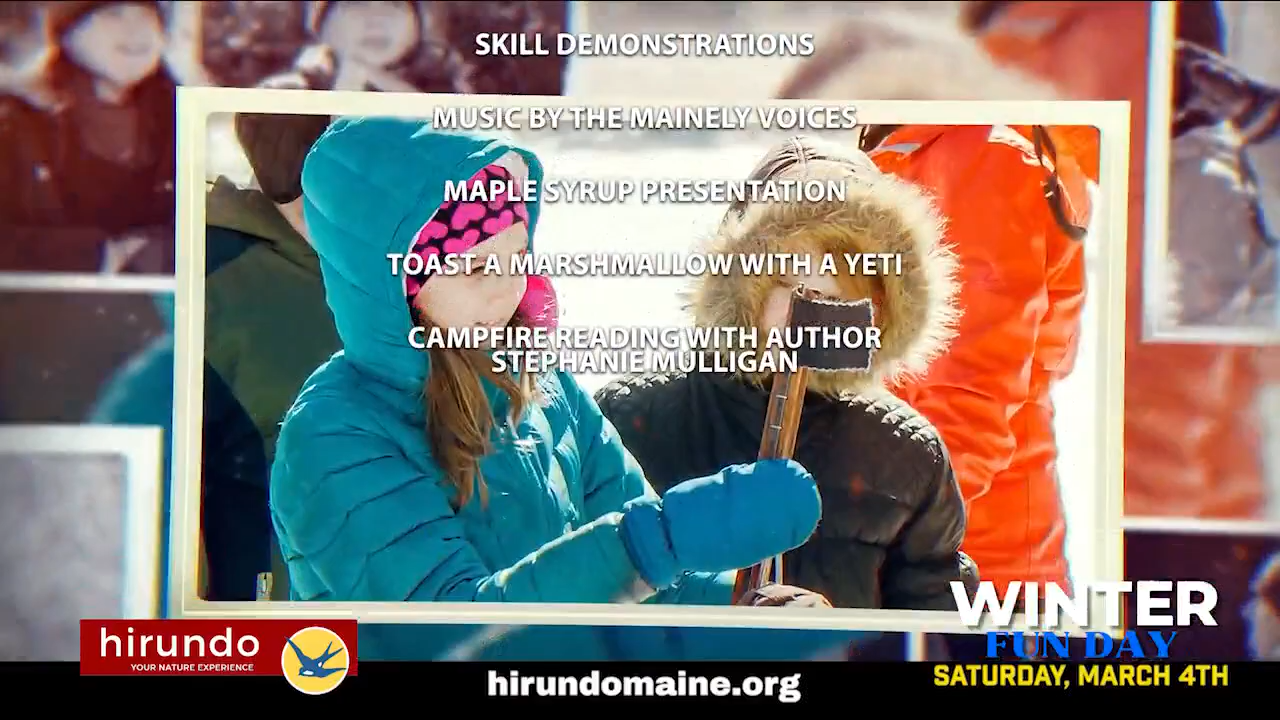 SKILL DEMONSTRATIONS
MUSIC BY THE MAINELY VOICES
MAPLE SYRUP PRESENTATION
TOAST A MARSHMALLOW WITH A YETI
CAMPFIRE READING WITH AUTHOR
STEPHANIE MULLIGAN
WINTER
FUN DAY
SATURDAY, MARCH 4TH
hirundo
YOUR NATURE EXPERIENCE
hirundomaine.org